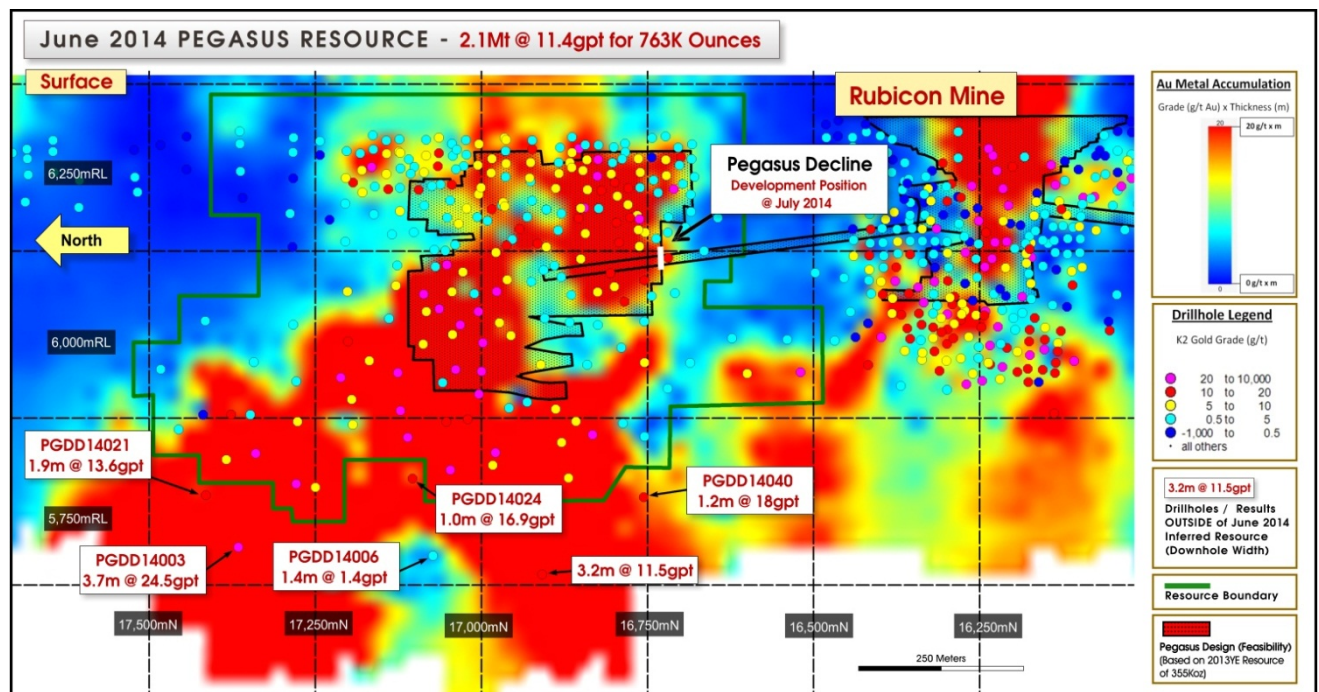 June 2014 PEGASUS RESOURCE - 2.1Mt @ 11.4gpt for 763K Ounces
Surface
Rubicon Mine
Pegasus Decline
Development Position
@ July 2014
6,250mRL
North
6,000mRL
5,750mRL
PGDD14021
1.9m @ 13.6gpt
PGDD14024
1.0m @ 16.9gpt
PGDD14040
1.2m @ 18gpt
PGDD14003
3.7m @ 24.5gpt
PGDD14006
1.4m @ 1.4gpt
3.2m @ 11.5gpt
17,500mN
17,250mN
17,000mN
16,750mN
16,500mN
16,250mN
250 Meters
Au Metal Accumulation
Grade (g/t Au) x Thickness (m)
20
20 g/t x m
0
0 g/t x m
Drillhole Legend
K2 Gold Grade (g/t)
20 to 10,000
10 to 20
5 to 10
0.5 to 5
-1,000 to 0.5
all others
3.2m @ 11.5gpt
Drillholes / Results
OUTSIDE of June 2014
Inferred Resource
(Downhole Width)
Resource Boundary
Pegasus Design (Feasibility)
(Based on 2013YE Resource
of 355Koz)